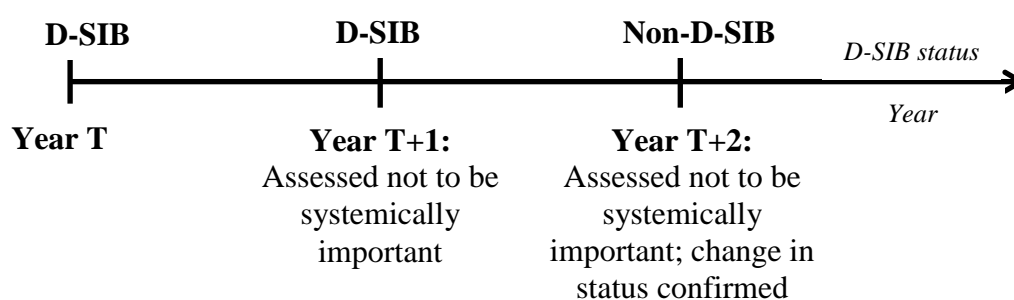 D-SIB D-SIB Non-D-SIB
D-SIB status
Year
Year T Year T+1: Year T+2:
Assessed not to be Assessed not to be
systemically systemically
important important; change in
status confirmed